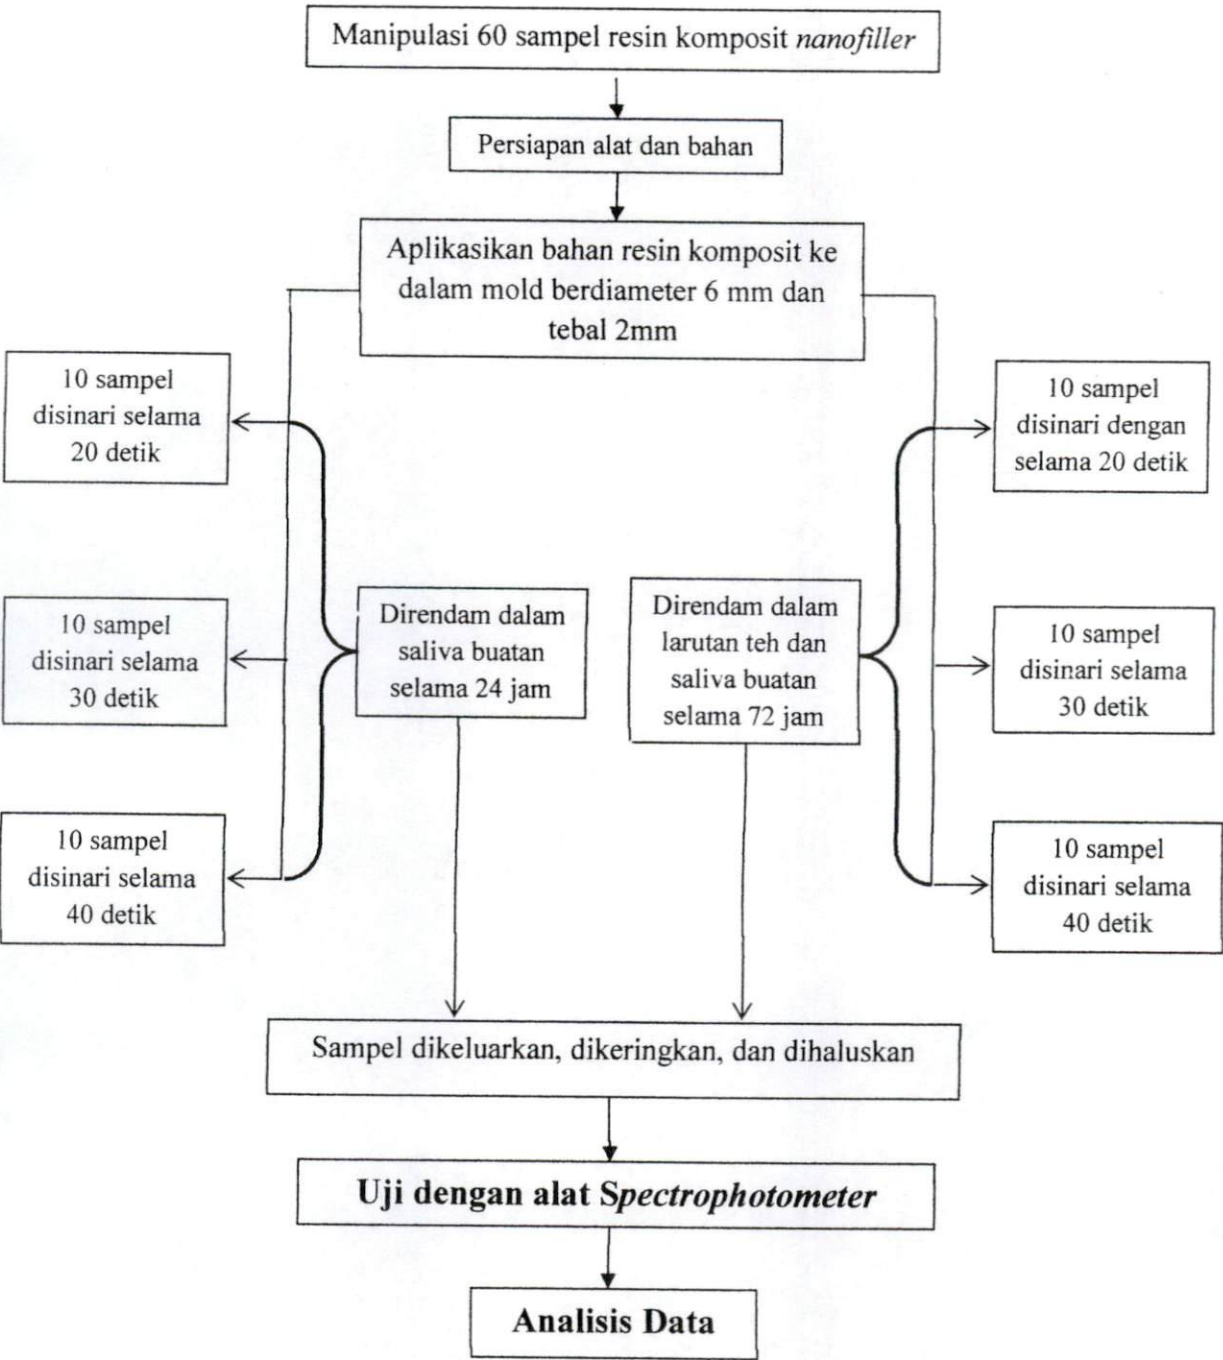 Manipulasi 60 sampel resin komposit nanofiller
Persiapan alat dan bahan
Aplikasikan bahan resin komposit ke
dalam mold berdiameter 6 mm dan
tebal 2mm
10 sampel
disinari selama
20 detik
10 sampel
disinari dengan
selama 20 detik
10 sampel
disinari selama
30 detik
Direndam dalam
saliva buatan
selama 24 jam
Direndam dalam
larutan teh dan
saliva buatan
selama 72 jam
10 sampel
disinari selama
30 detik
10 sampel
disinari selama
40 detik
10 sampel
disinari selama
40 detik
Sampel dikeluarkan, dikeringkan, dan dihaluskan
Uji dengan alat Spectrophotometer
Analisis Data